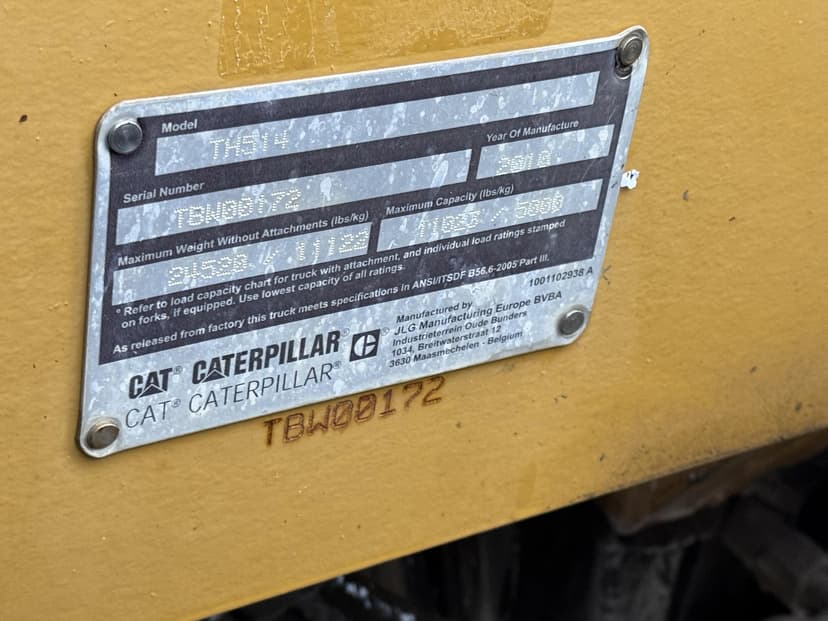 Model
TH514
Serial Number
TBW00172
Year Of Manufacture
2010
Maximum Weight Without Attachments (lbs/kg)
24520 / 11122
Maximum Capacity (lbs/kg)
11023 / 5000
* Refer to load capacity chart for truck with attachment, and individual load ratings stamped
on forks, if equipped. Use lowest capacity of all ratings.
As released from factory this truck meets specifications in ANSI/ITSDF B56.6-2005 Part III.
1001102938 A
CAT® CATERPILLAR® C®
CAT® CATERPILLAR®
Manufactured by
JLG Manufacturing Europe BVBA
Industrieterrein Oude Bunders
1034, Breitwaterstraat 12
3630 Maasmechelen - Belgium
TBW00172